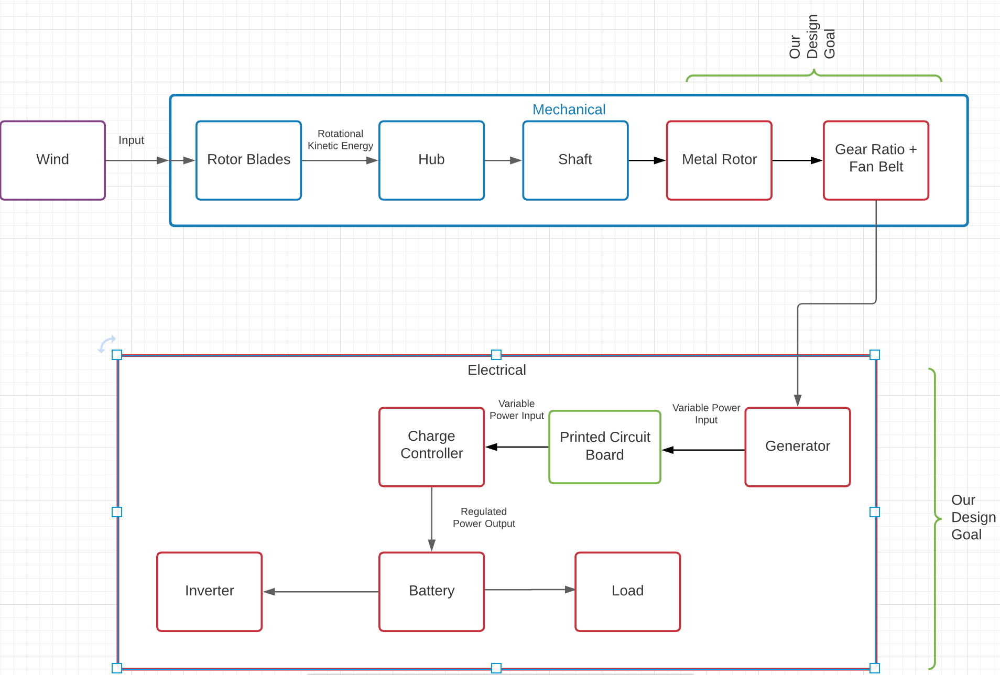 Our
Design
Goal
Mechanical
Wind
Input
Rotor Blades
Rotational
Kinetic Energy
Hub
Shaft
Metal Rotor
Gear Ratio +
Fan Belt
Electrical
Charge
Controller
Variable
Power Input
Printed Circuit
Board
Variable Power
Input
Generator
Regulated
Power Output
Our
Design
Goal
Inverter
Battery
Load